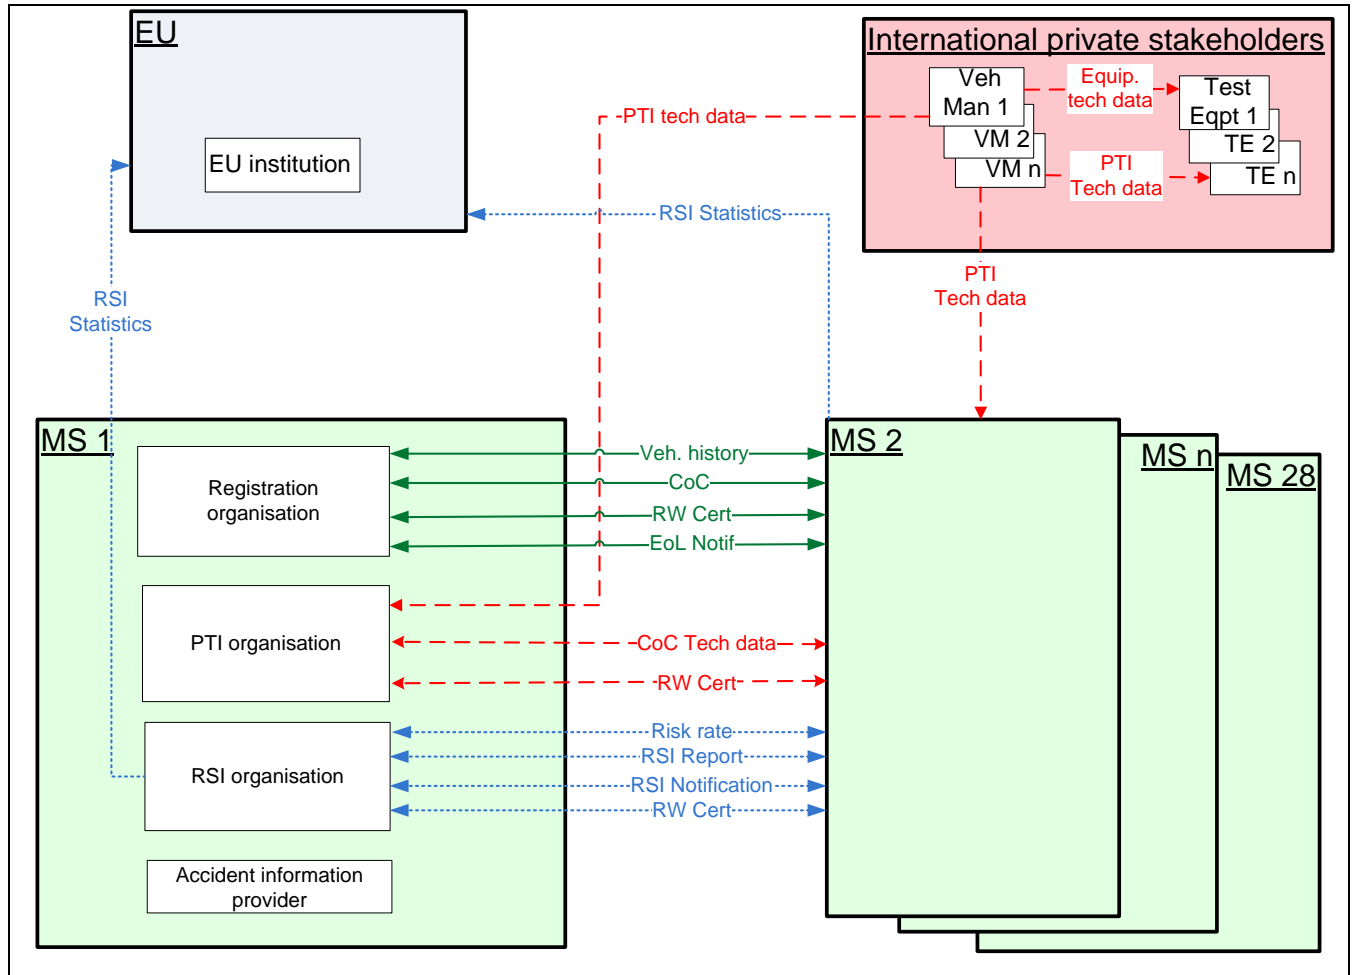 EU
EU institution
International private stakeholders
Veh
Man 1
VM 2
VM n
Equip.
tech data
PTI
Tech data
Test
Eqpt 1
TE 2
TE n
PTI tech data
RSI Statistics
PTI
Tech data
RSI
Statistics
MS 1
Registration
organisation
PTI organisation
RSI organisation
Accident information
provider
Veh. history
CoC
RW Cert
EoL Notif
CoC Tech data
RW Cert
Risk rate
RSI Report
RSI Notification
RW Cert
MS 2
MS n
MS 28